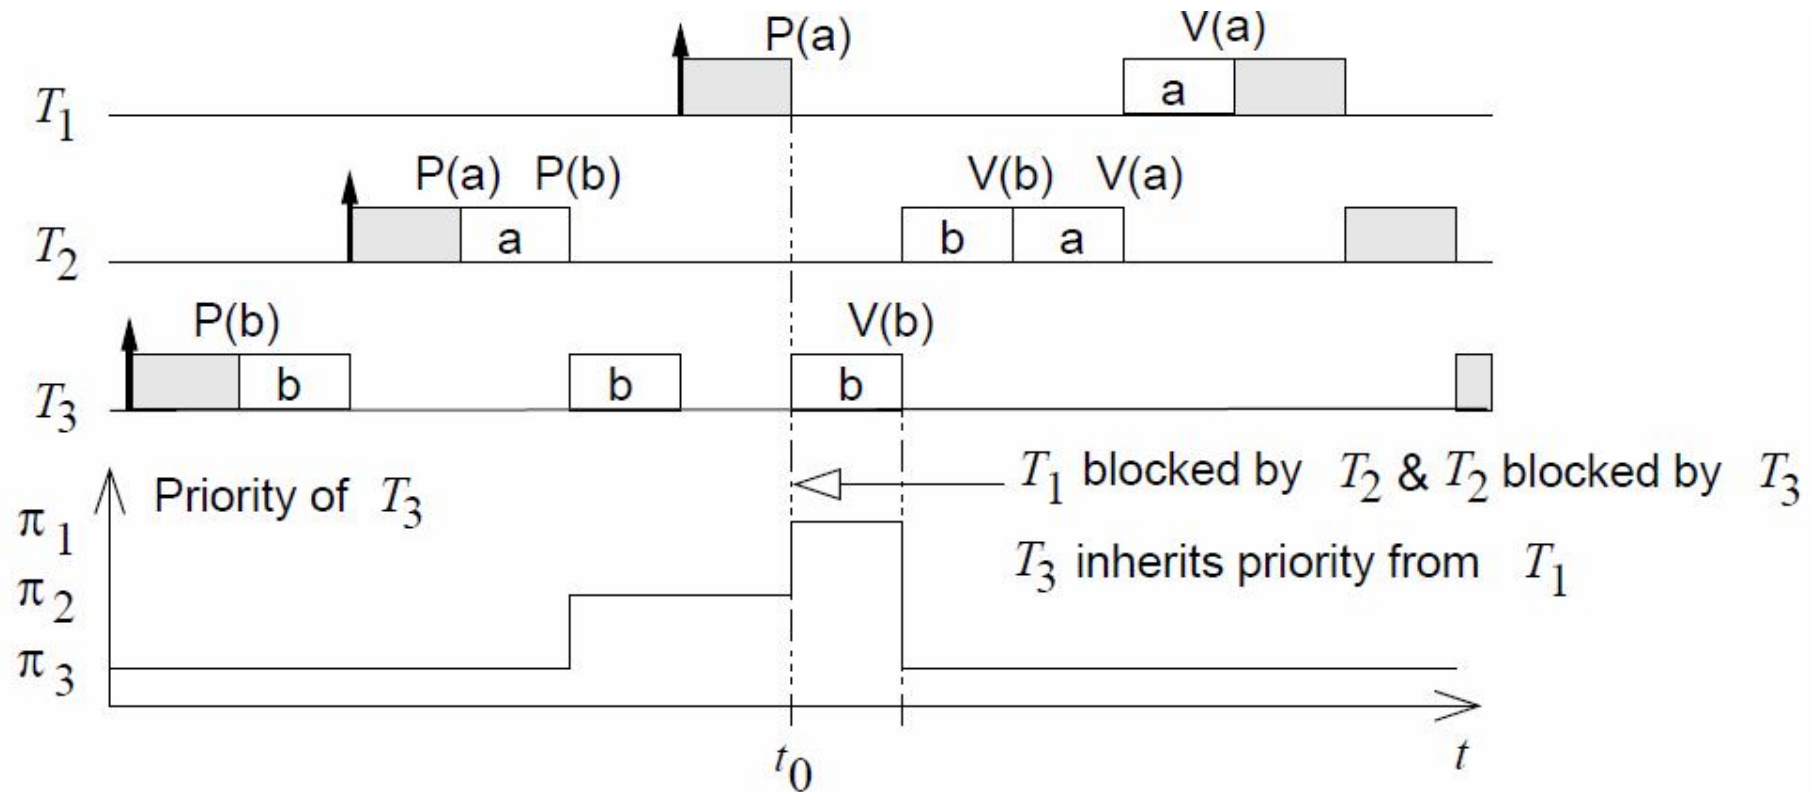 P(a) V(a)
T1 a
P(a) P(b) V(b) V(a)
T2 a b a
P(b) V(b)
T3 b b b
T1 blocked by T2 & T2 blocked by T3
Priority of T3
π1
T3 inherits priority from T1
π2
π3
t0 t